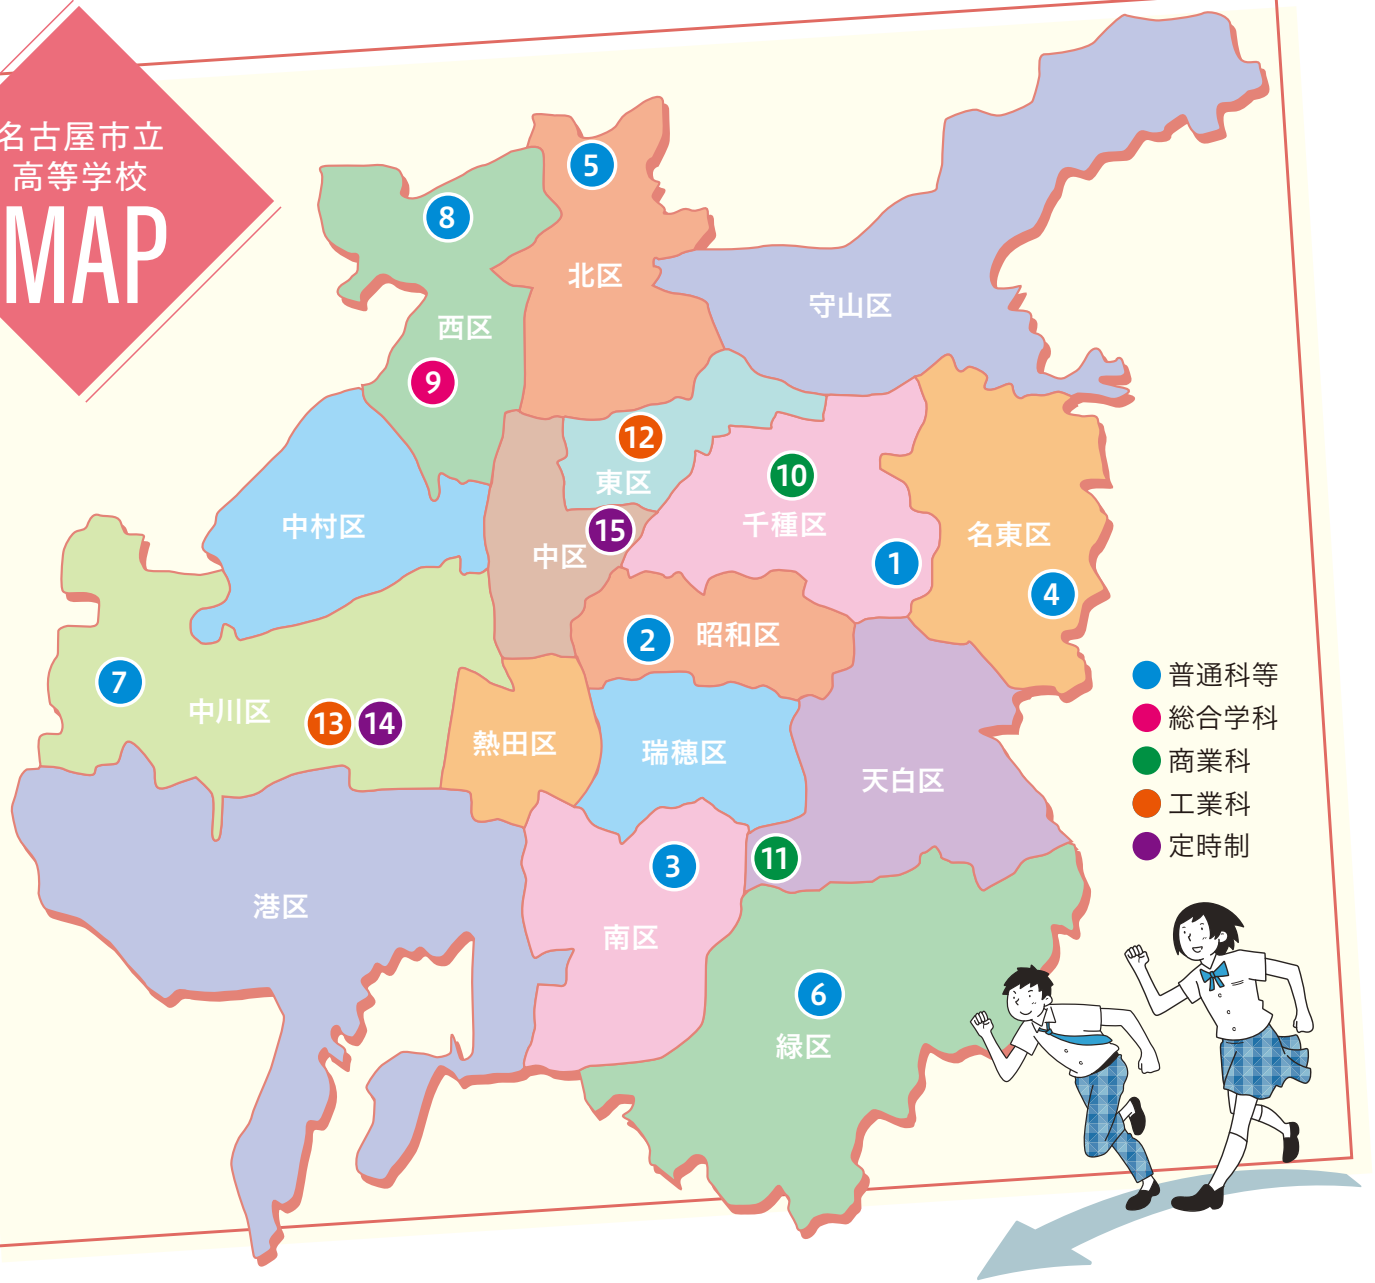 名古屋市立
高等学校
MAP
5
8
北区
守山区
西区
9
12
東区
10
千種区
15
中区
中村区
名東区
1
4
2
昭和区
7
中川区
13
14
熱田区
瑞穂区
天白区
11
3
港区
南区
6
緑区
普通科等
総合学科
商業科
工業科
定時制